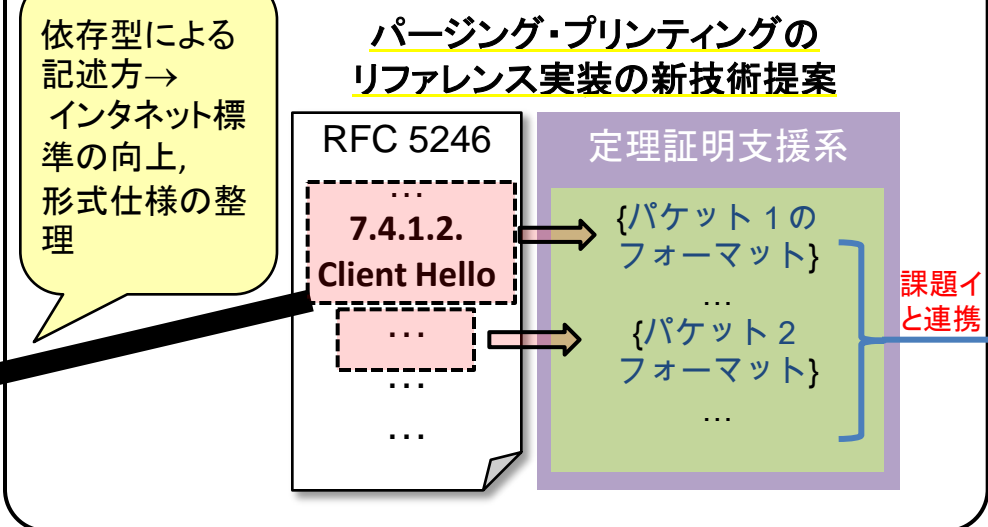 依存型による
記述方→
インタネット標
準の向上,
形式仕様の整
理
パージング・プリンティングの
リファレンス実装の新技術提案
RFC 5246
…
7.4.1.2.
Client Hello
…
…
…
定理証明支援系
{パケット 1 の
フォーマット}
…
{パケット 2
フォーマット}
…
課題イ
と連携